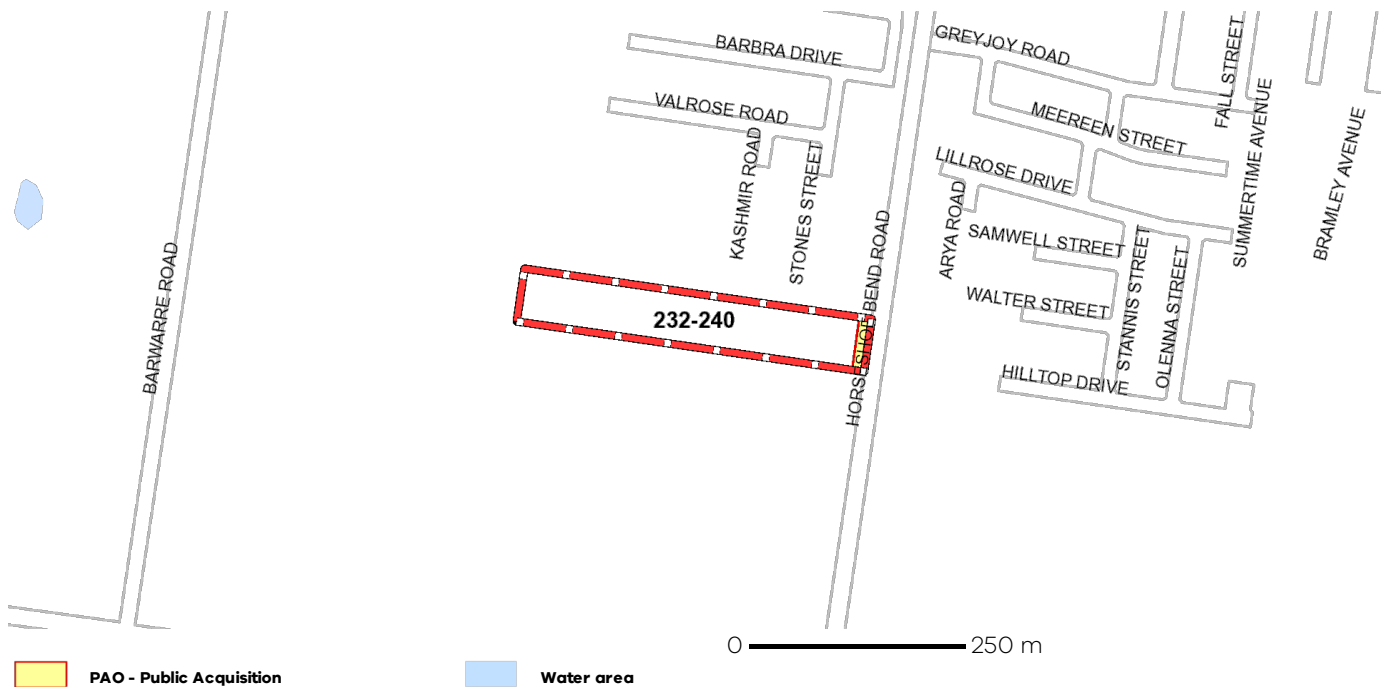 BARBRA DRIVE
GREYJOY ROAD
FALL STREET
VALROSE ROAD
MEEREEN STREET
SUMMERTIME AVENUE
BRAMLEY AVENUE
KASHMIR ROAD
STONES STREET
LILLROSE DRIVE
ARYA ROAD
SAMWELL STREET
BARWARRE ROAD
HORSE SHOE BEND ROAD
WALTER STREET
STANNIS STREET
OLENNA STREET
232-240
HILLTOP DRIVE
0 250 m
PAO - Public Acquisition
Water area